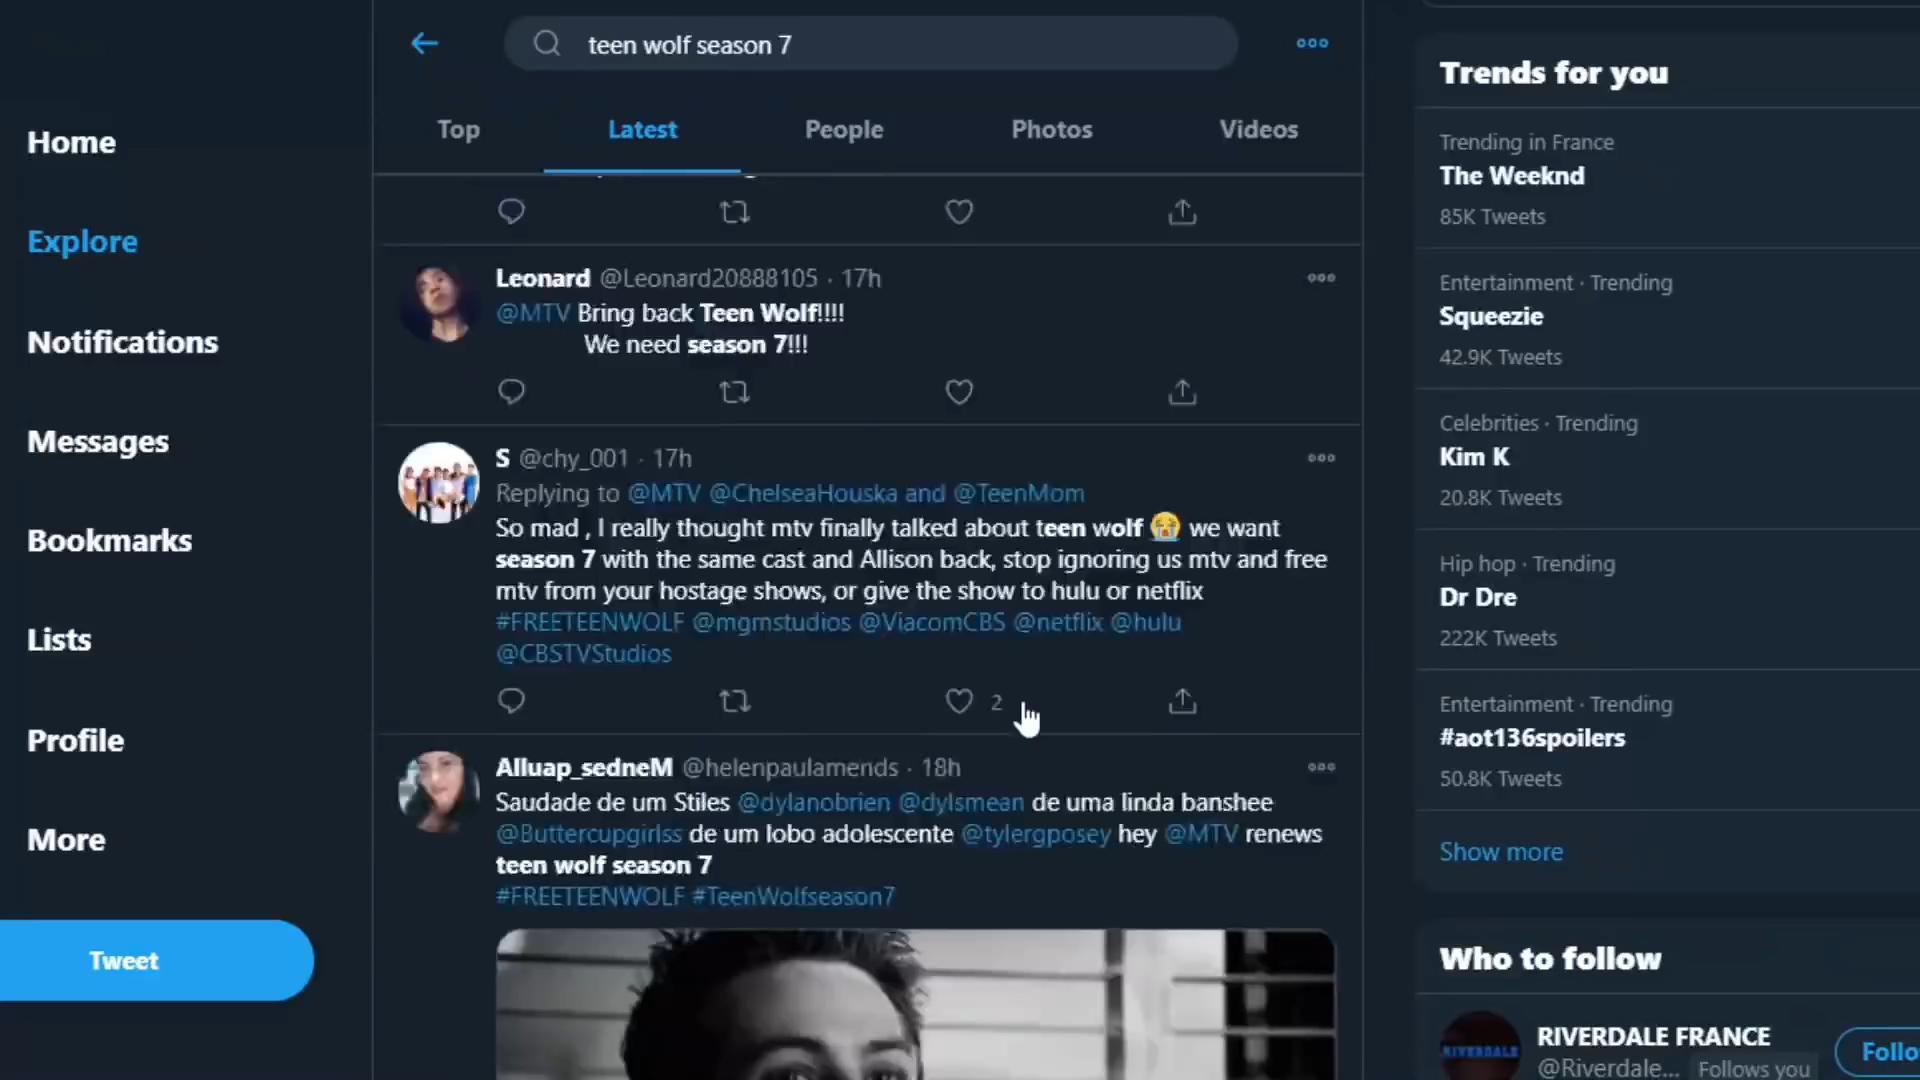 teen wolf season 7
Top
Latest
People
Photos
Videos
Home
Explore
Notifications
Messages
Bookmarks
Lists
Profile
More
Tweet
Leonard @Leonard20888105 · 17h
@MTV Bring back Teen Wolf!!!!
We need season 7!!!
S @chy_001 · 17h
Replying to @MTV @ChelseaHouska and @TeenMom
So mad , I really thought mtv finally talked about teen wolf 😭 we want
season 7 with the same cast and Allison back, stop ignoring us mtv and free
mtv from your hostage shows, or give the show to hulu or netflix
#FREETEENWOLF @mgmstudios @ViacomCBS @netflix @hulu
@CBSTVStudios
2
Alluap_sedneM @helenpaulamends · 18h
Saudade de um Stiles @dylanobrien @dylsmean de uma linda banshee
@Buttercupgirlss de um lobo adolescente @tylergposey hey @MTV renews
teen wolf season 7
#FREETEENWOLF #TeenWolfseason7
Trends for you
Trending in France
The Weeknd
85K Tweets
Entertainment · Trending
Squeezie
42.9K Tweets
Celebrities · Trending
Kim K
20.8K Tweets
Hip hop · Trending
Dr Dre
222K Tweets
Entertainment · Trending
#aot136spoilers
50.8K Tweets
Show more
Who to follow
RIVERDALE
RIVERDALE FRANCE
@Riverdale... Follows you
Follo